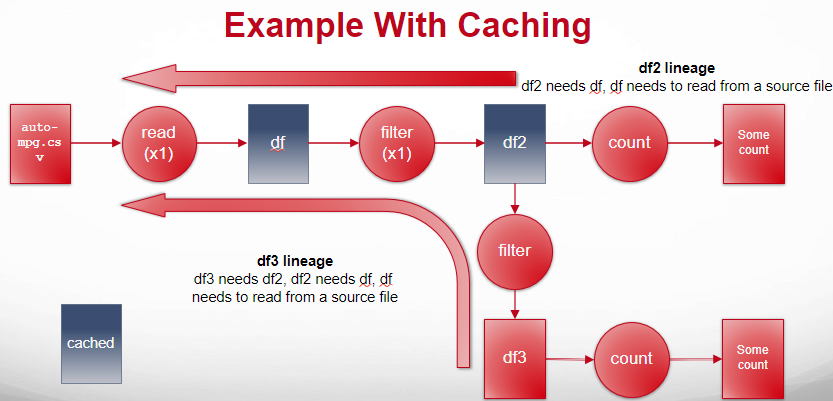 Example With Caching
df2 lineage
df2 needs df, df needs to read from a source file
auto-
mpg.cs
v
read
(x1)
df
filter
(x1)
df2
count
Some
count
filter
df3 lineage
df3 needs df2, df2 needs df, df
needs to read from a source file
cached
df3
count
Some
count